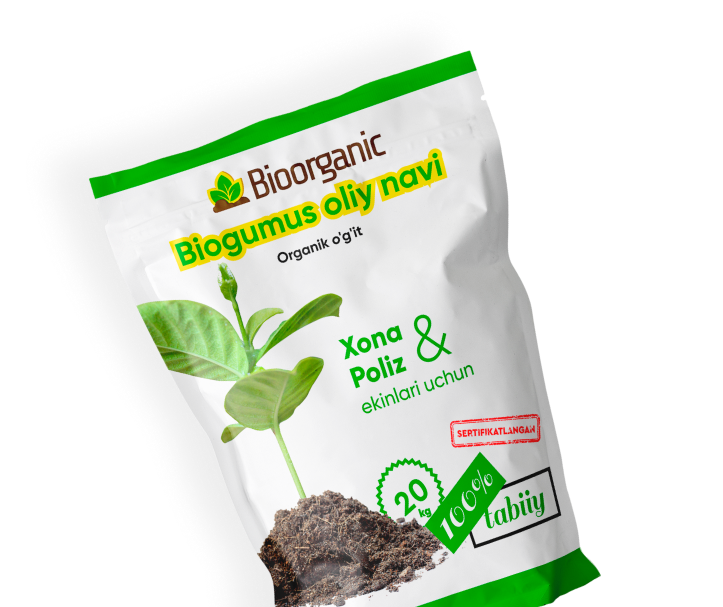 Bioorganic
Biogumus oliy navi
Organik o'g'it
Xona &
Poliz
ekinlari uchun
SERTIFIKATLANGAN
20
kg
100%
tabiiy